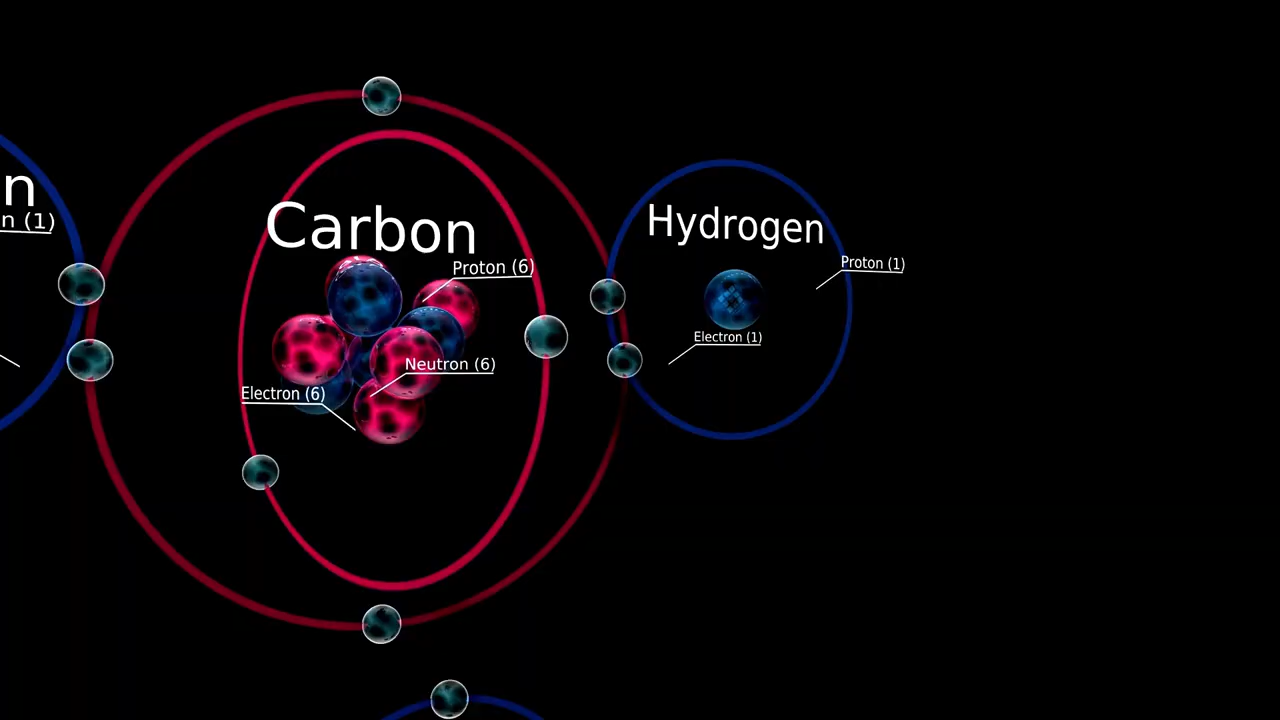 n
n (1)
Carbon
Proton (6)
Neutron (6)
Electron (6)
Hydrogen
Proton (1)
Electron (1)